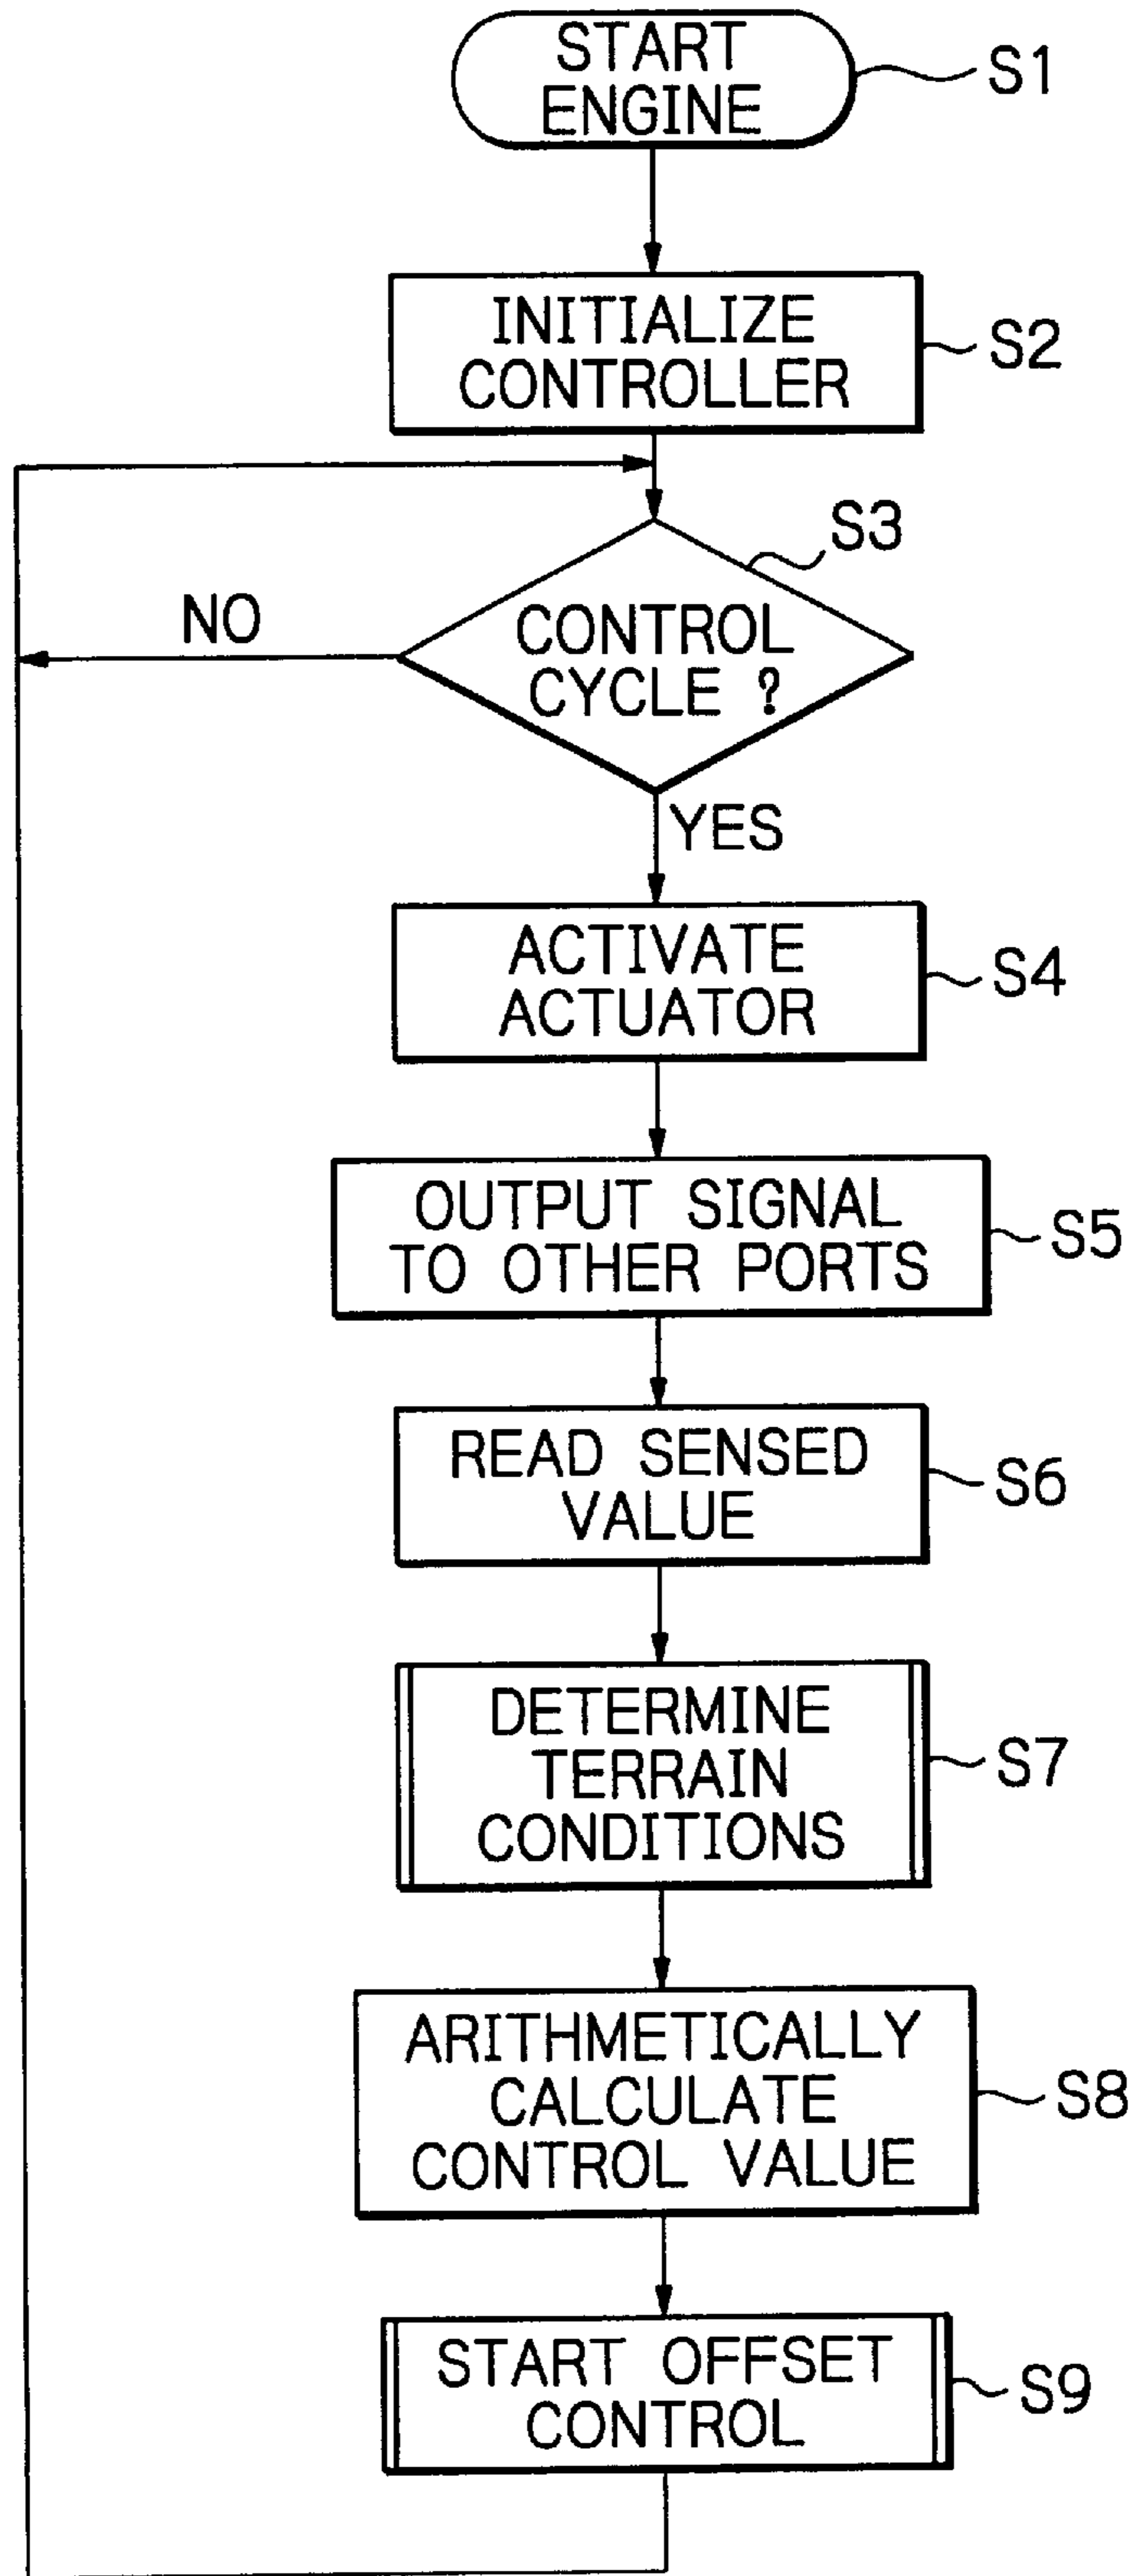 START
ENGINE
S1
INITIALIZE
CONTROLLER
S2
S3
CONTROL
CYCLE ?
NO
YES
ACTIVATE
ACTUATOR
S4
OUTPUT SIGNAL
TO OTHER PORTS
S5
READ SENSED
VALUE
S6
DETERMINE
TERRAIN
CONDITIONS
S7
ARITHMETICALLY
CALCULATE
CONTROL VALUE
S8
START OFFSET
CONTROL
S9